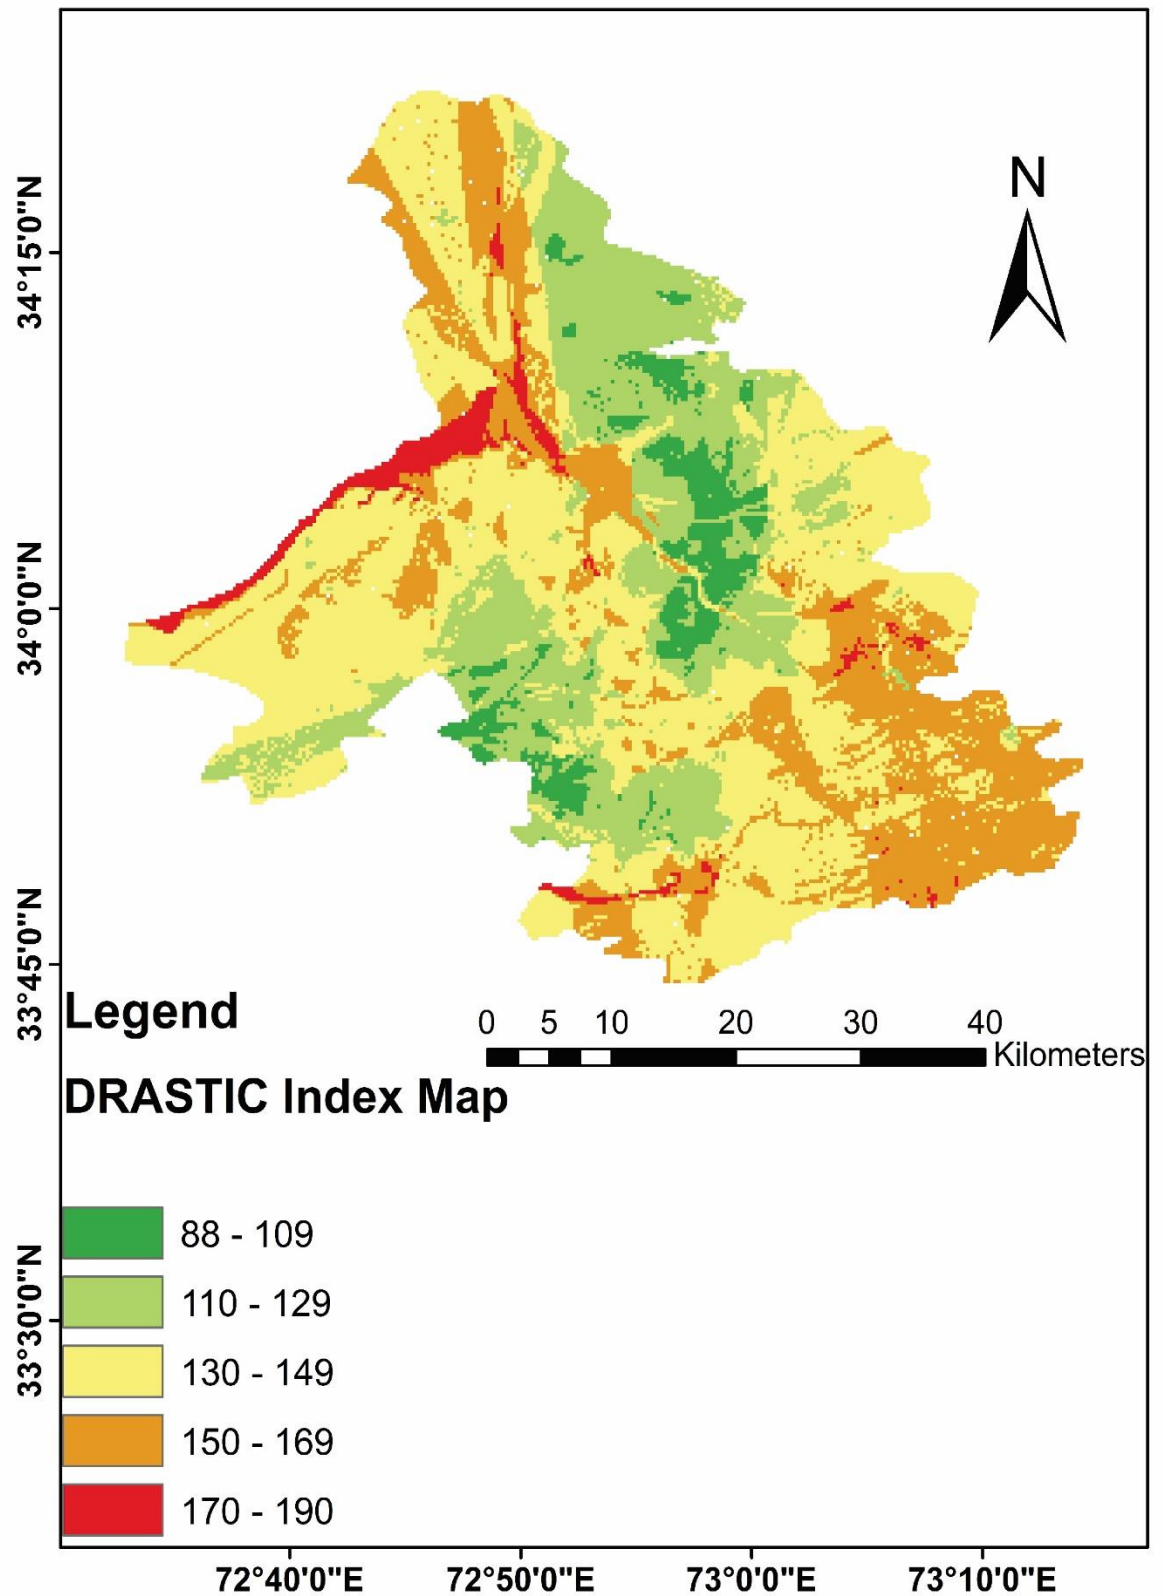 N
34°15'0"N
34°0'0"N
33°45'0"N
33°30'0"N
Legend
0 5 10 20 30 40
Kilometers
DRASTIC Index Map
88 - 109
110 - 129
130 - 149
150 - 169
170 - 190
72°40'0"E 72°50'0"E 73°0'0"E 73°10'0"E